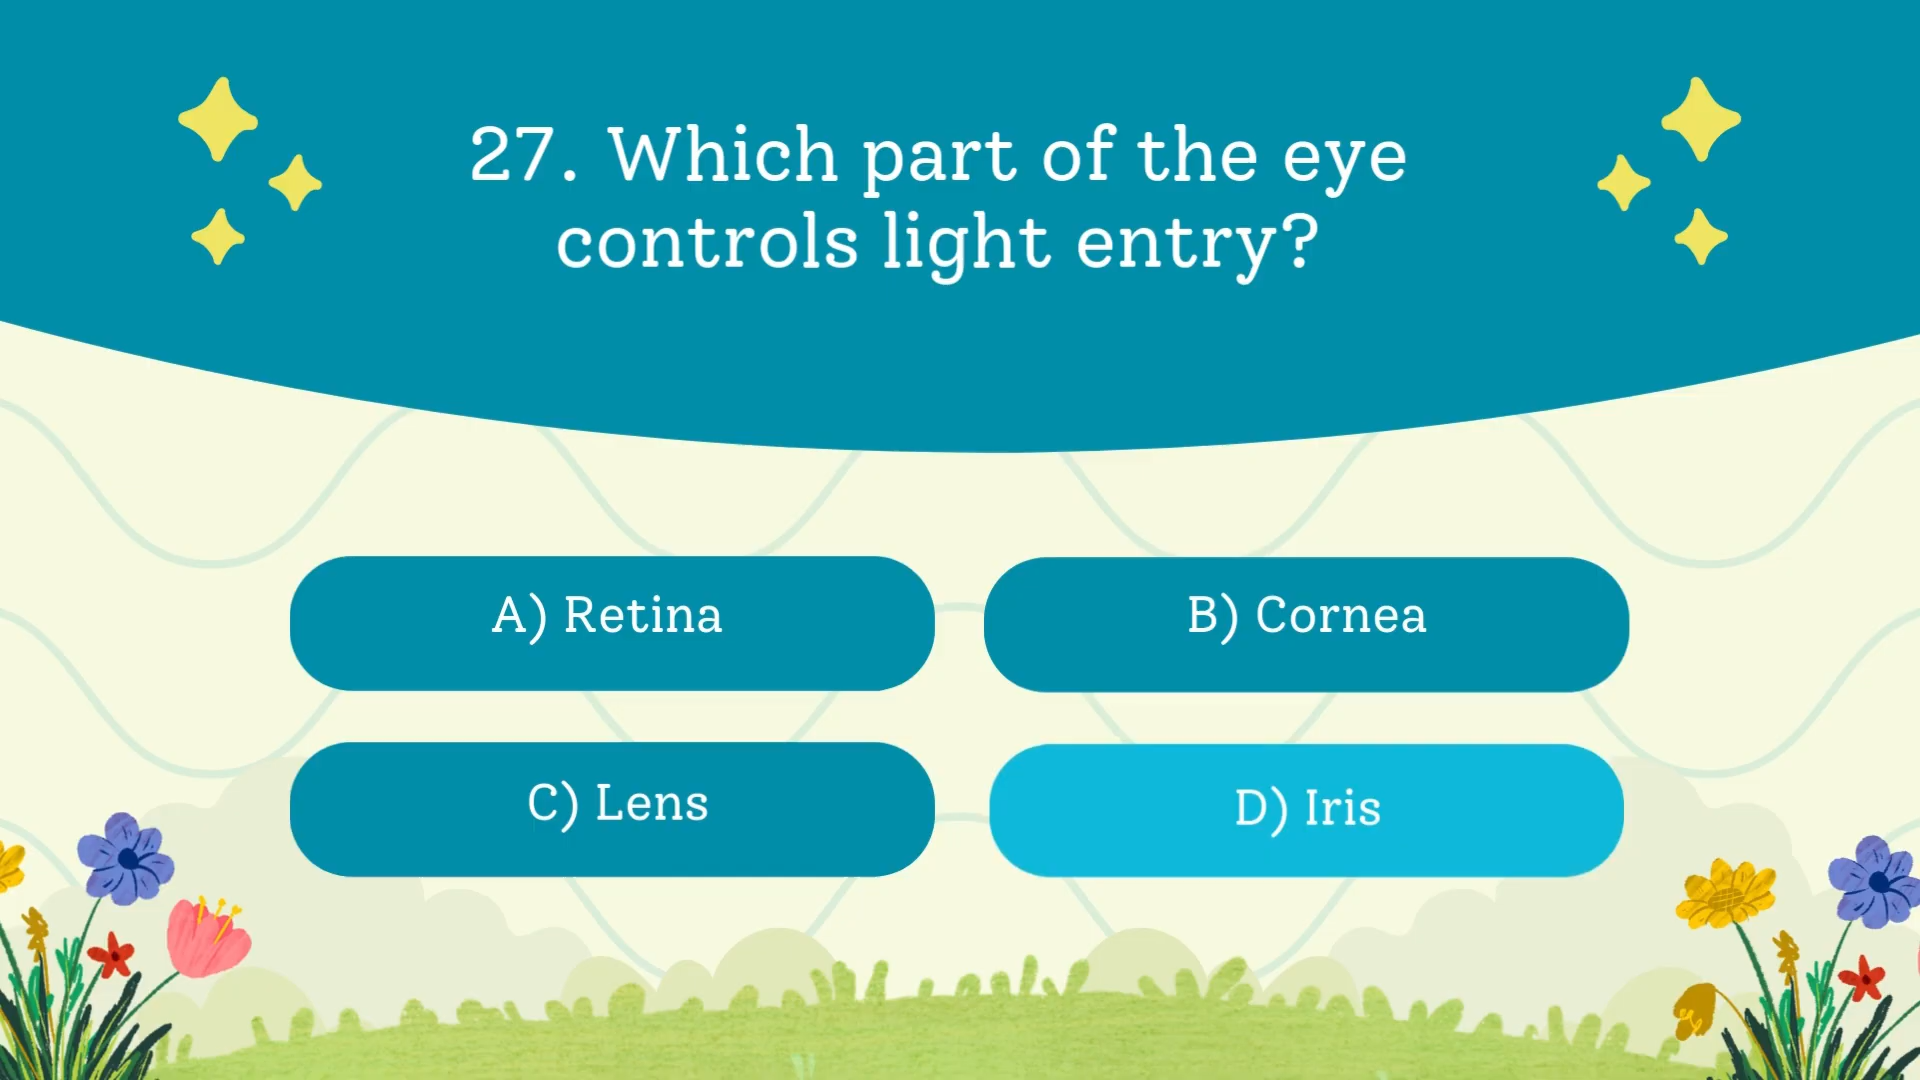 27. Which part of the eye
controls light entry?
A) Retina
B) Cornea
C) Lens
D) Iris